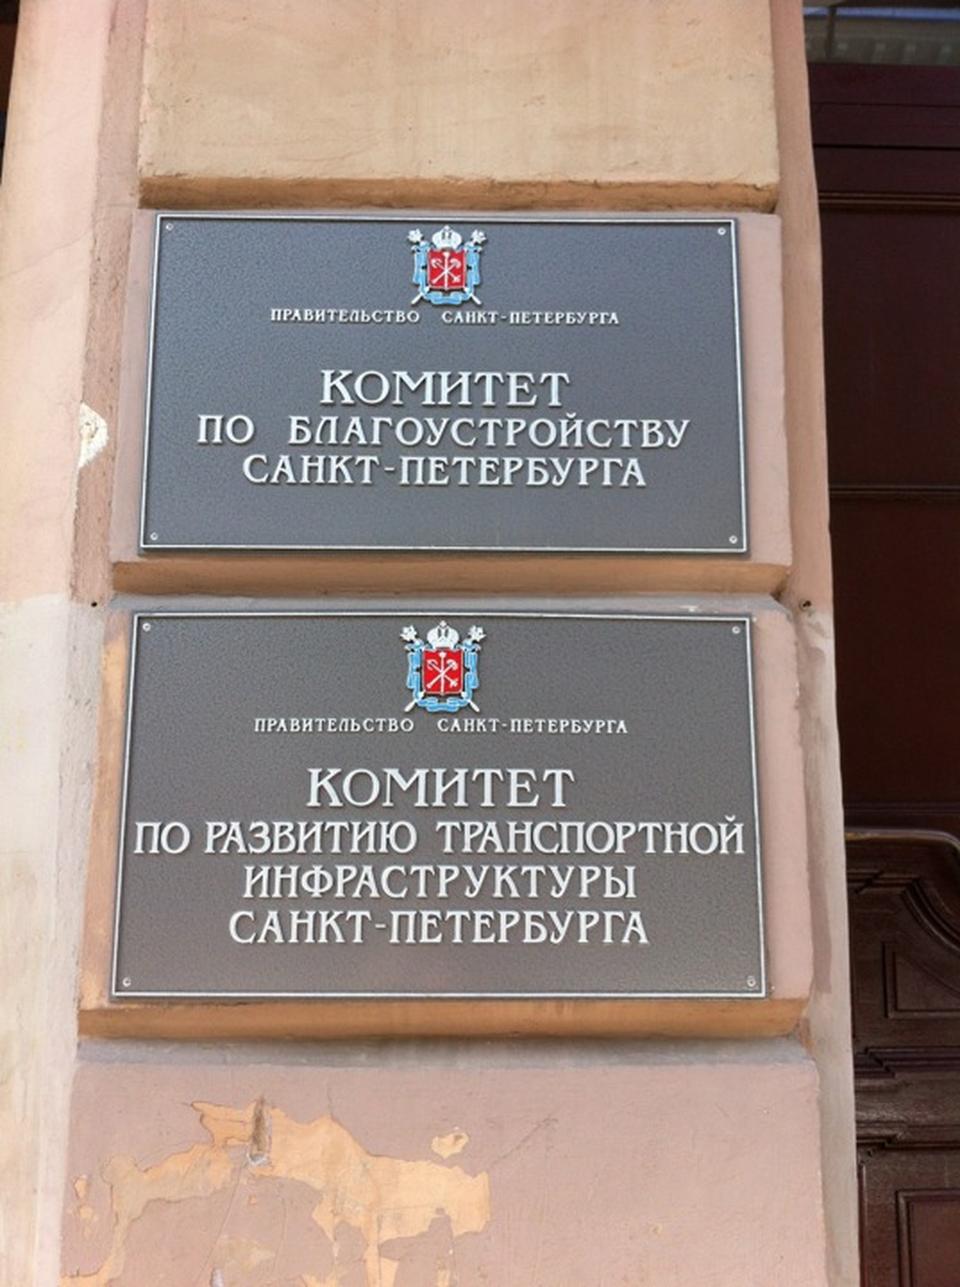 ПРАВИТЕЛЬСТВО САНКТ-ПЕТЕРБУРГА
КОМИТЕТ
ПО БЛАГОУСТРОЙСТВУ
САНКТ-ПЕТЕРБУРГА
ПРАВИТЕЛЬСТВО САНКТ-ПЕТЕРБУРГА
КОМИТЕТ
ПО РАЗВИТИЮ ТРАНСПОРТНОЙ
ИНФРАСТРУКТУРЫ
САНКТ-ПЕТЕРБУРГА